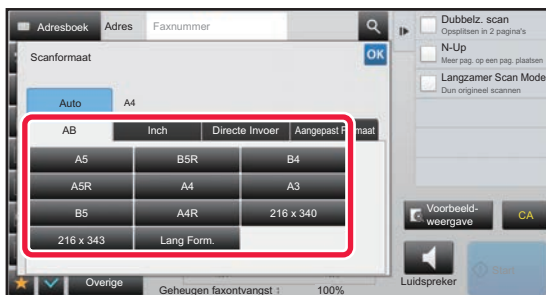 Adresboek Adres Faxnummer
Scanformaat OK
Auto A4
AB Inch Directe Invoer Aangepast
A5 B5R B4
A5R A4 A3
B5 A4R 216 x 340
216 x 343 Lang Form.
Overige
Geheugen faxontvangst 100%
Dubbelz. scan
Opsplitsen in 2 pagina's
N-Up
Meer pag. op een pag. plaatsen
Langzamer Scan Mode
Dun origineel scannen
Voorbeeld-
weergave
CA
Luidspreker
Start